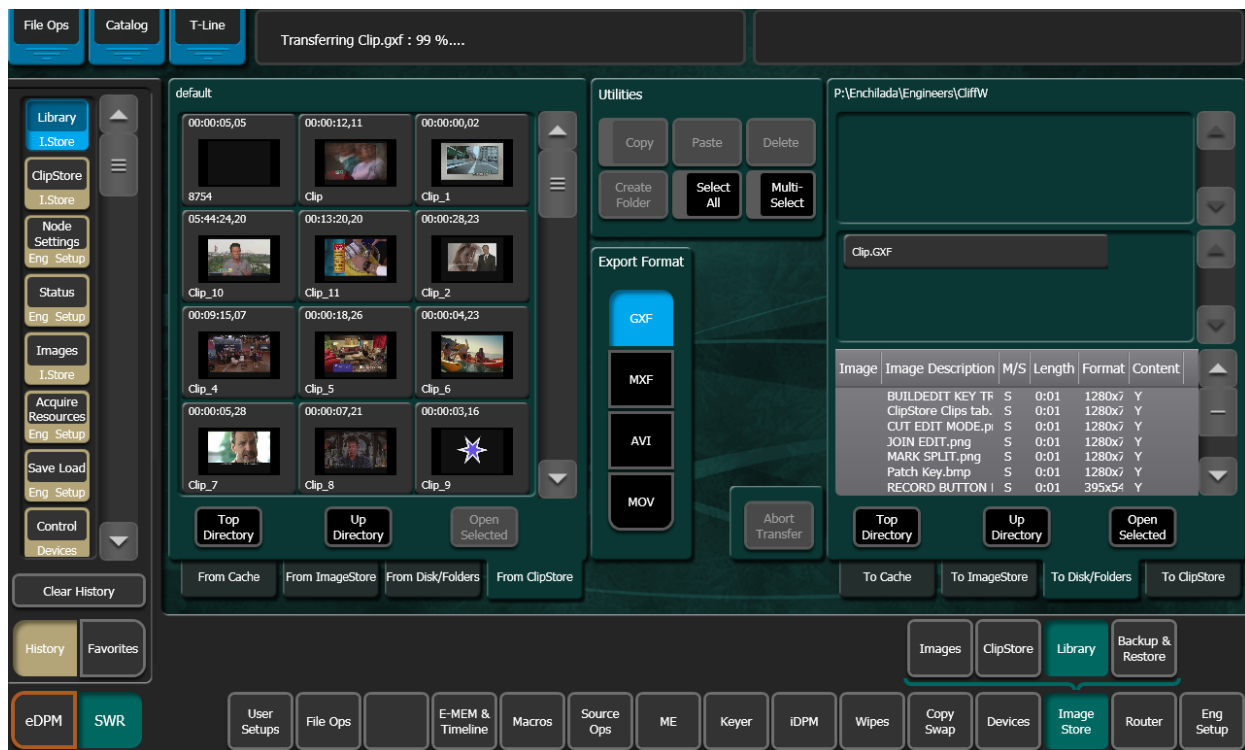 File Ops
Catalog
T-Line
Transferring Clip.gxf : 99 %....
Library
I.Store
ClipStore
I.Store
Node
Settings
Eng Setup
Status
Eng Setup
Images
I.Store
Acquire
Resources
Eng Setup
Save Load
Eng Setup
Control
Devices
Clear History
History
Favorites
default
00:00:05,05
00:00:12,11
00:00:00,02
8754
Clip
Clip_1
05:44:24,20
00:13:20,20
00:00:28,23
Clip_10
Clip_11
Clip_2
00:09:15,07
00:00:18,26
00:00:04,23
Clip_4
Clip_5
Clip_6
00:00:05,28
00:00:07,21
00:00:03,16
Clip_7
Clip_8
Clip_9
Top
Directory
Up
Directory
Open
Selected
From Cache
From ImageStore
From Disk/Folders
From ClipStore
Utilities
Copy
Paste
Delete
Create
Folder
Select
All
Multi-
Select
Export Format
GXF
MXF
AVI
MOV
Abort
Transfer
P:\Enchilada\Engineers\CliffW
Clip.GXF
Image Image Description M/S Length Format Content
BUILDEDIT KEY TR S 0:01 1280x7 Y
ClipStore Clips tab. S 0:01 1280x7 Y
CUT EDIT MODE.p S 0:01 1280x7 Y
JOIN EDIT.png S 0:01 1280x7 Y
MARK SPLIT.png S 0:01 1280x7 Y
Patch Key.bmp S 0:01 1280x7 Y
RECORD BUTTON S 0:01 395x54 Y
Top
Directory
Up
Directory
Open
Selected
To Cache
To ImageStore
To Disk/Folders
To ClipStore
Images
ClipStore
Library
Backup &
Restore
eDPM
SWR
User
Setups
File Ops
E-MEM &
Timeline
Macros
Source
Ops
ME
Keyer
iDPM
Wipes
Copy
Swap
Devices
Image
Store
Router
Eng
Setup